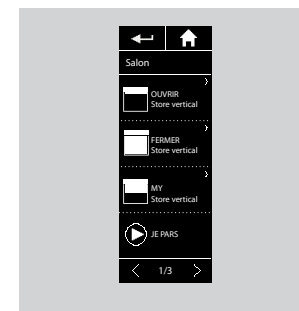 Salon
OUVRIR
Store vertical
FERMER
Store vertical
MY
Store vertical
JE PARS
1/3